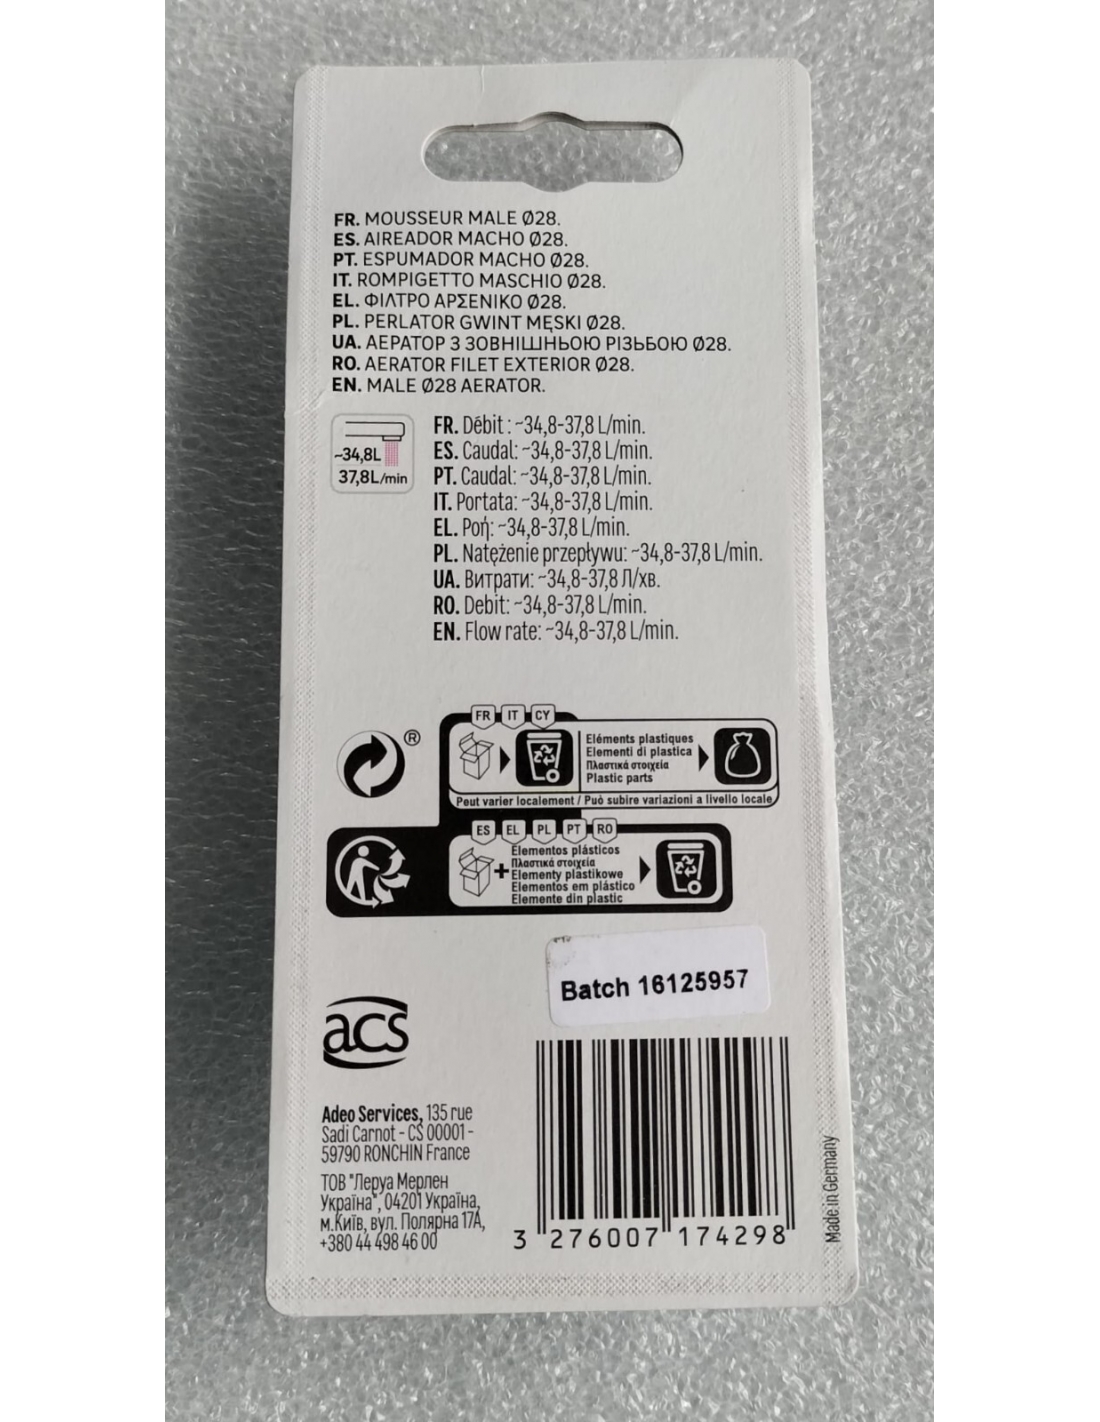 FR. MOUSSEUR MALE Ø28.
ES. AIREADOR MACHO Ø28.
PT. ESPUMADOR MACHO Ø28.
IT. ROMPIGETTO MASCHIO Ø28.
EL. ΦΙΛΤΡΟ ΑΡΣΕΝΙΚΟ Ø28.
PL. PERLATOR GWINT MĘSKI Ø28.
UA. АЕРАТОР З ЗОВНІШНЬОЮ РІЗЬБОЮ Ø28.
RO. AERATOR FILET EXTERIOR Ø28.
EN. MALE Ø28 AERATOR.
~34,8L
37,8L/min
FR. Débit : ~34,8-37,8 L/min.
ES. Caudal: ~34,8-37,8 L/min.
PT. Caudal: ~34,8-37,8 L/min.
IT. Portata: ~34,8-37,8 L/min.
EL. Ροή: ~34,8-37,8 L/min.
PL. Natężenie przepływu: ~34,8-37,8 L/min.
UA. Витрати: ~34,8-37,8 Л/хв.
RO. Debit: ~34,8-37,8 L/min.
EN. Flow rate: ~34,8-37,8 L/min.
®
FR IT CY
Eléments plastiques
Elementi di plastica
Πλαστικά στοιχεία
Plastic parts
Peut varier localement / Può subire variazioni a livello locale
ES EL PL PT RO
+
Elementos plásticos
Πλαστικά στοιχεία
Elementy plastikowe
Elementos em plástico
Elemente din plastic
Batch 16125957
acs
Adeo Services, 135 rue
Sadi Carnot - CS 00001 -
59790 RONCHIN France
ТОВ "Леруа Мерлен
Україна", 04201 Україна,
м.Київ, вул. Полярна 17А,
+380 44 498 46 00
3 276007 174298
Made in Germany